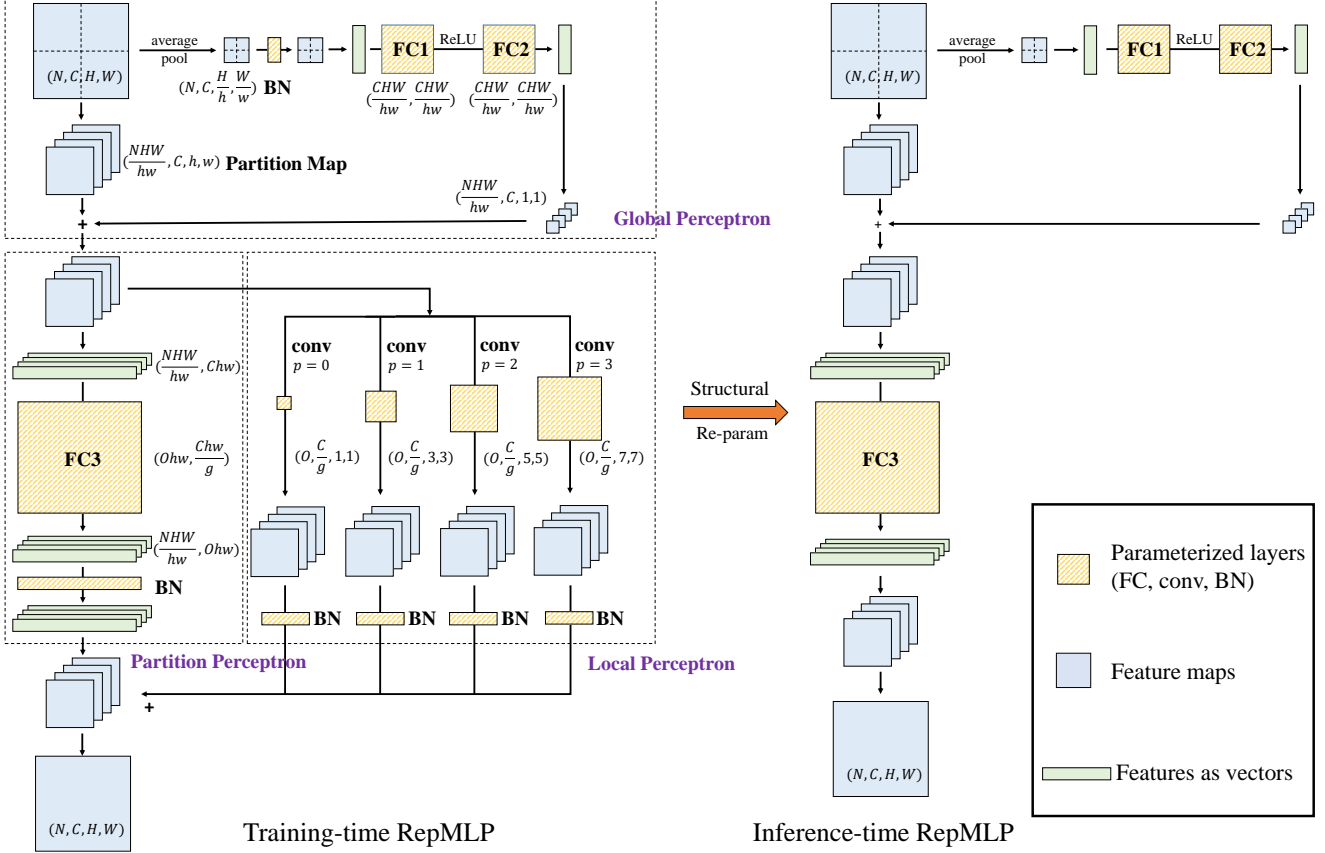 (N, C, H, W)
average
pool
(N, C, H/h, W/w)
BN
FC1
ReLU
FC2
(CHW/hw, CHW/hw)
(CHW/hw, CHW/hw)
(NHW/hw, C, h, w) Partition Map
(NHW/hw, C, 1,1)
+
Global Perceptron
(NHW/hw, Chw)
FC3
(Ohw, Chw/g)
(NHW/hw, Ohw)
BN
Partition Perceptron
conv
p = 0
conv
p = 1
conv
p = 2
conv
p = 3
(O, C/g, 1,1)
(O, C/g, 3,3)
(O, C/g, 5,5)
(O, C/g, 7,7)
BN
BN
BN
BN
Local Perceptron
+
(N, C, H, W)
Training-time RepMLP
Structural
Re-param
(N, C, H, W)
average
pool
FC1
ReLU
FC2
+
FC3
(N, C, H, W)
Inference-time RepMLP
Parameterized layers
(FC, conv, BN)
Feature maps
Features as vectors